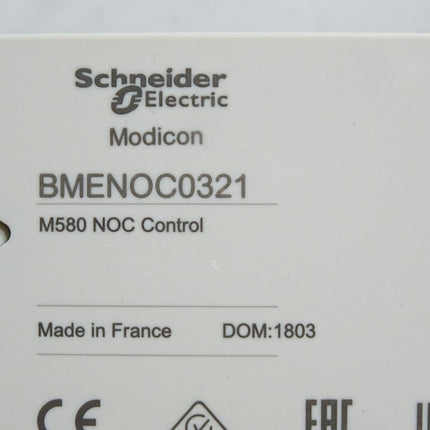 Schneider
Electric
Modicon
BMENOC0321
M580 NOC Control
Made in France DOM:1803
CE EAC